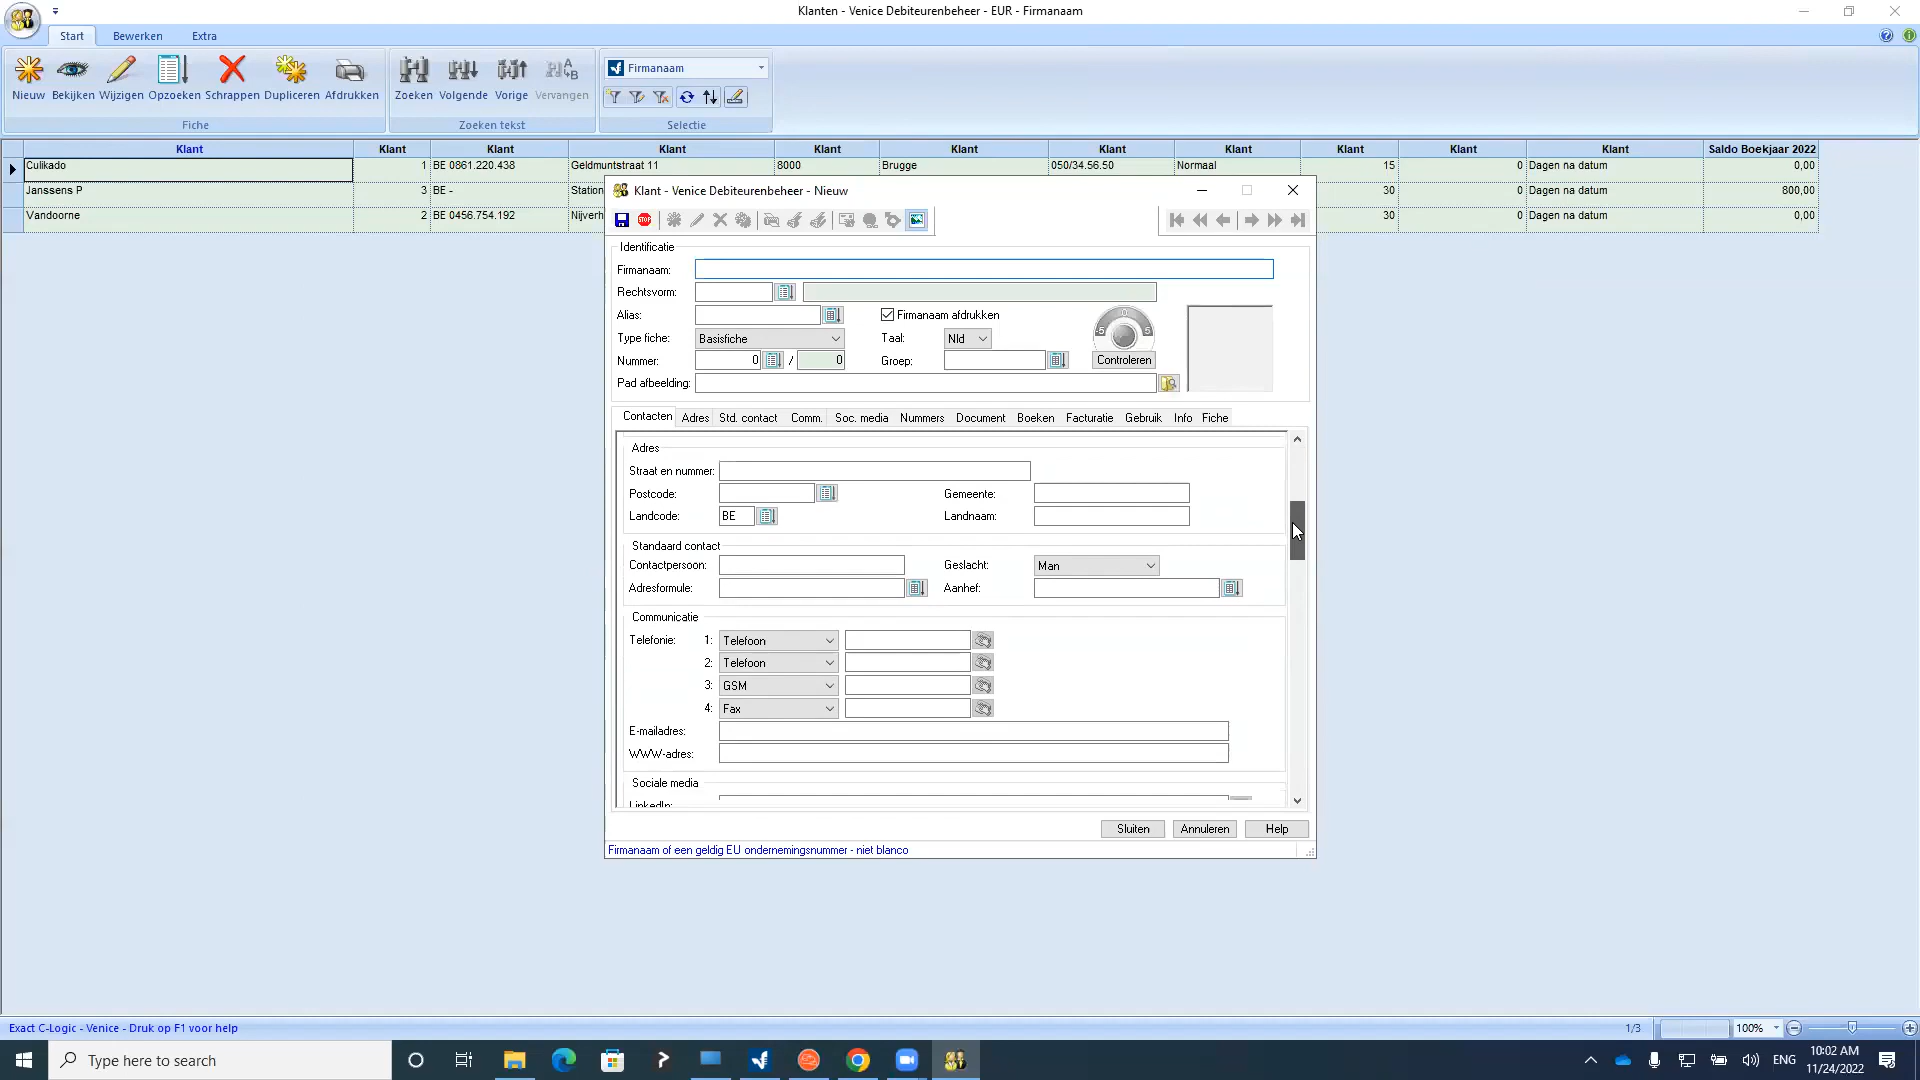 Klanten - Venice Debiteurenbeheer - EUR - Firmanaam
Start Bewerken Extra
Nieuw Bekijken Wijzigen Opzoeken Schrappen Dupliceren Afdrukken
Fiche
Zoeken Volgende Vorige Vervangen
Zoeken tekst
Firmanaam
Selectie
Klant Klant Klant Klant Klant Klant Klant Klant Klant Klant Klant Saldo Boekjaar 2022
Culikado 1 BE 0861.220.438 Geldmuntstraat 11 8000 Brugge 050/34.56.50 Normaal 15 0 Dagen na datum 0,00
Janssens P 3 BE - Station 30 0 Dagen na datum 800,00
Vandoorne 2 BE 0456.754.192 Nijverh 30 0 Dagen na datum 0,00
Klant - Venice Debiteurenbeheer - Nieuw
STOP
Identificatie
Firmanaam:
Rechtsvorm:
Alias: Firmanaam afdrukken
-5 0 5
Type fiche: Basisfiche Taal: Nld
Nummer: 0 / 0 Groep: Controleren
Pad afbeelding:
Contacten Adres Std. contact Comm. Soc. media Nummers Document Boeken Facturatie Gebruik Info Fiche
Adres
Straat en nummer:
Postcode: Gemeente:
Landcode: BE Landnaam:
Standaard contact
Contactpersoon: Geslacht: Man
Adresformule: Aanhef:
Communicatie
Telefonie: 1: Telefoon
2: Telefoon
3: GSM
4: Fax
E-mailadres:
WWW-adres:
Sociale media
LinkedIn:
Sluiten Annuleren Help
Firmanaam of een geldig EU ondernemingsnummer - niet blanco
Exact C-Logic - Venice - Druk op F1 voor help 1/3 100%
Type here to search
ENG
10:02 AM
11/24/2022